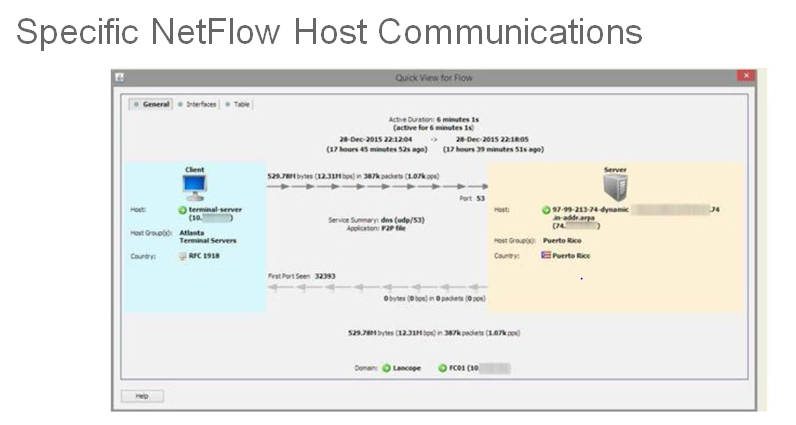 Specific NetFlow Host Communications
Quick View for Flow
General Interfaces Table
Active Duration: 6 minutes 1s
(active for 6 minutes 1s)
28-Dec-2015 22:12:04 -> 28-Dec-2015 22:18:05
(17 hours 45 minutes 52s ago) (17 hours 39 minutes 51s ago)
Client
Server
529.78M bytes (12.31M bps) in 387k packets (1.07k pps)
Port 53
Host: terminal-server
(10. )
Host: 97-99-213-74-dynamic .74
.in-addr.arpa
(74. )
Service Summary: dns (udp/53)
Application: P2P file
Host Group(s): Atlanta
Terminal Servers
Host Group(s): Puerto Rico
Country: RFC 1918
Country: Puerto Rico
First Port Seen 32393
0 bytes (0 bps) in 0 packets (0 pps)
529.78M bytes (12.31M bps) in 387k packets (1.07k pps)
Domain: Lancope FC01 (10
Help